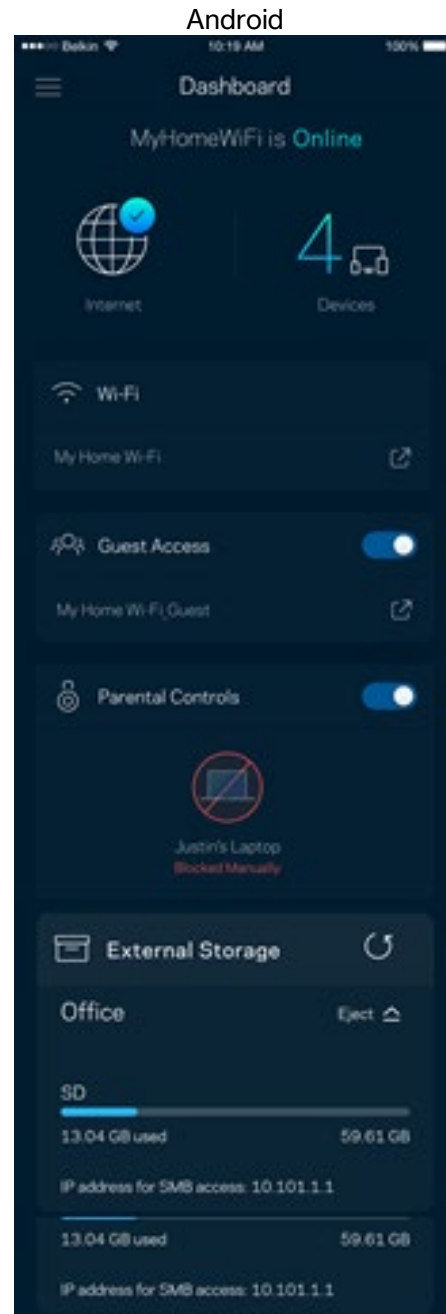 Android
Belkin 10:19 AM 100%
Dashboard
MyHomeWiFi is Online
4
Internet Devices
Wi-Fi
My Home Wi-Fi
Guest Access
My Home Wi-Fi_Guest
Parental Controls
Justin's Laptop
Blocked Manually
External Storage
Office Eject
SD
13.04 GB used 59.61 GB
IP address for SMB access: 10.101.1.1
13.04 GB used 59.61 GB
IP address for SMB access: 10.101.1.1